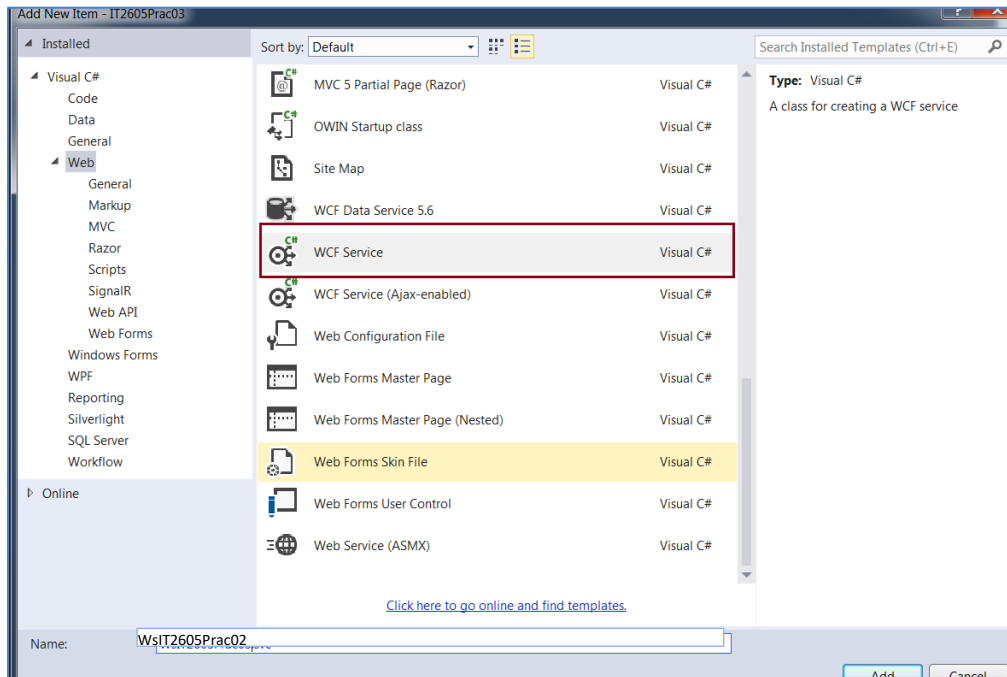 Add New Item - IT2605Prac03
Installed
Sort by: Default
Search Installed Templates (Ctrl+E)
Visual C#
Code
Data
General
Web
General
Markup
MVC
Razor
Scripts
SignalR
Web API
Web Forms
Windows Forms
WPF
Reporting
Silverlight
SQL Server
Workflow
Online
MVC 5 Partial Page (Razor) Visual C#
OWIN Startup class Visual C#
Site Map Visual C#
WCF Data Service 5.6 Visual C#
WCF Service Visual C#
WCF Service (Ajax-enabled) Visual C#
Web Configuration File Visual C#
Web Forms Master Page Visual C#
Web Forms Master Page (Nested) Visual C#
Web Forms Skin File Visual C#
Web Forms User Control Visual C#
Web Service (ASMX) Visual C#
Click here to go online and find templates.
Type: Visual C#
A class for creating a WCF service
Name: WsIT2605Prac02
Add Cancel